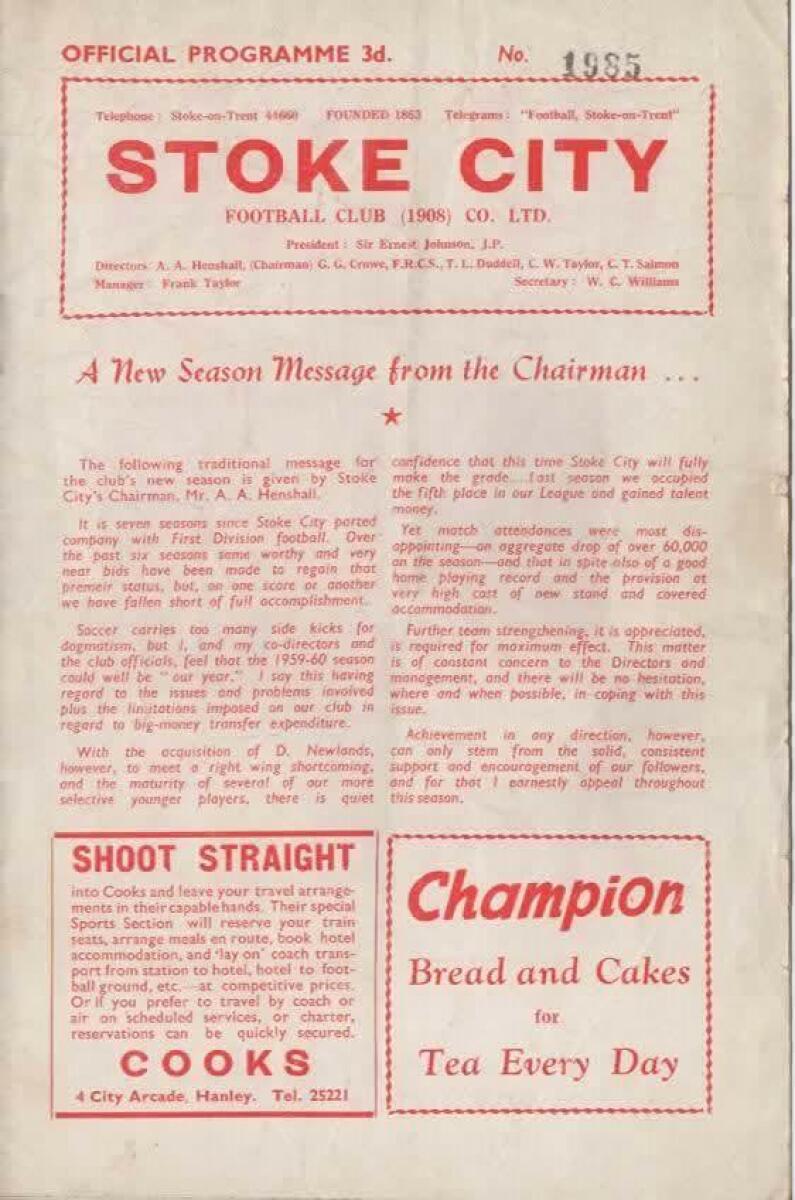 OFFICIAL PROGRAMME 3d. No. 1985
Telephone : Stoke-on-Trent 44660 FOUNDED 1863 Telegrams : "Football, Stoke-on-Trent"
STOKE CITY
FOOTBALL CLUB (1908) CO. LTD.
President : Sir Ernest Johnson, J.P.
Directors: A. A. Henshall, (Chairman) G. G. Crowe, F.R.C.S., T. L. Duddell, C. W. Taylor, C. T. Salmon
Manager : Frank Taylor Secretary : W. C. Williams
A New Season Message from the Chairman ...
The following traditional message for
the club's new season is given by Stoke
City's Chairman, Mr. A. A. Henshall.
It is seven seasons since Stoke City parted
company with First Division football. Over
the past six seasons some worthy and very
near bids have been made to regain that
premeir status, but, on one score or another
we have fallen short of full accomplishment.
Soccer carries too many side kicks for
dogmatism, but I, and my co-directors and
the club officials, feel that the 1959-60 season
could well be "our year." I say this having
regard to the issues and problems involved
plus the limitations imposed on our club in
regard to big-money transfer expenditure.
With the acquisition of D. Newlands,
however, to meet a right wing shortcoming,
and the maturity of several of our more
selective younger players, there is quiet
confidence that this time Stoke City will fully
make the grade...Last season we occupied
the fifth place in our League and gained talent
money.
Yet match attendances were most dis-
appointing—an aggregate drop of over 60,000
on the season—and that in spite also of a good
home playing record and the provision at
very high cost of new stand and covered
accommodation.
Further team strengthening, it is appreciated,
is required for maximum effect. This matter
is of constant concern to the Directors and
management, and there will be no hesitation,
where and when possible, in coping with this
issue.
Achievement in any direction, however,
can only stem from the solid, consistent
support and encouragement of our followers,
and for that I earnestly appeal throughout
this season.
SHOOT STRAIGHT
into Cooks and leave your travel arrange-
ments in their capable hands. Their special
Sports Section will reserve your train
seats, arrange meals en route, book hotel
accommodation, and 'lay on' coach trans-
port from station to hotel, hotel to foot-
ball ground, etc.—at competitive prices.
Or if you prefer to travel by coach or
air on scheduled services, or charter,
reservations can be quickly secured.
COOKS
4 City Arcade, Hanley. Tel. 25221
Champion
Bread and Cakes
for
Tea Every Day